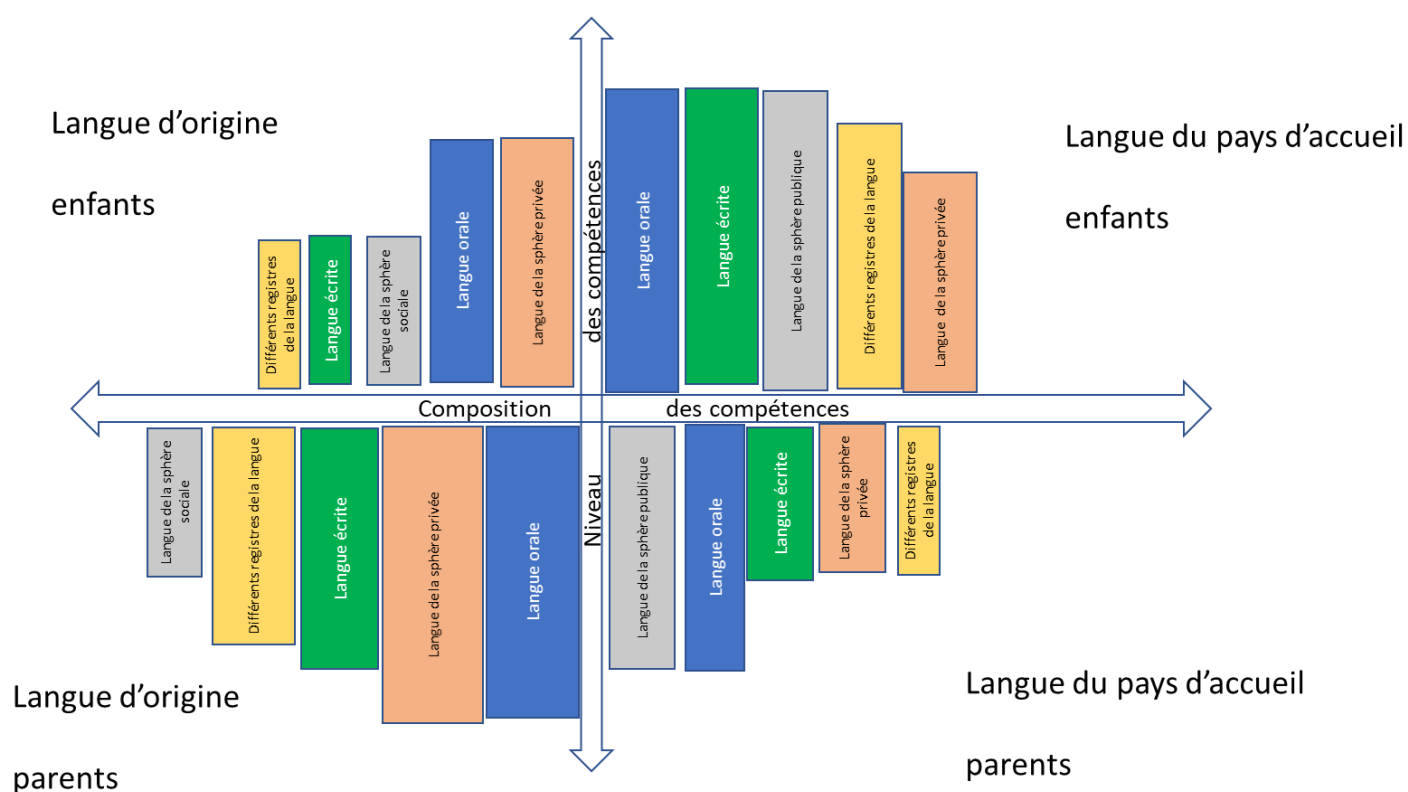 Langue d’origine
enfants
Langue du pays d’accueil
enfants
Différents registres
de la langue
Langue écrite
Langue de la sphère
sociale
Langue orale
Langue de la sphère privée
des compétences
Langue orale
Langue écrite
Langue de la sphère publique
Différents registres de la langue
Langue de la sphère privée
Composition
des compétences
Langue de la sphère
sociale
Différents registres de la langue
Langue écrite
Langue de la sphère privée
Langue orale
Niveau
Langue de la sphère publique
Langue orale
Langue écrite
Langue de la sphère
privée
Différents registres
de la langue
Langue d’origine
parents
Langue du pays d’accueil
parents